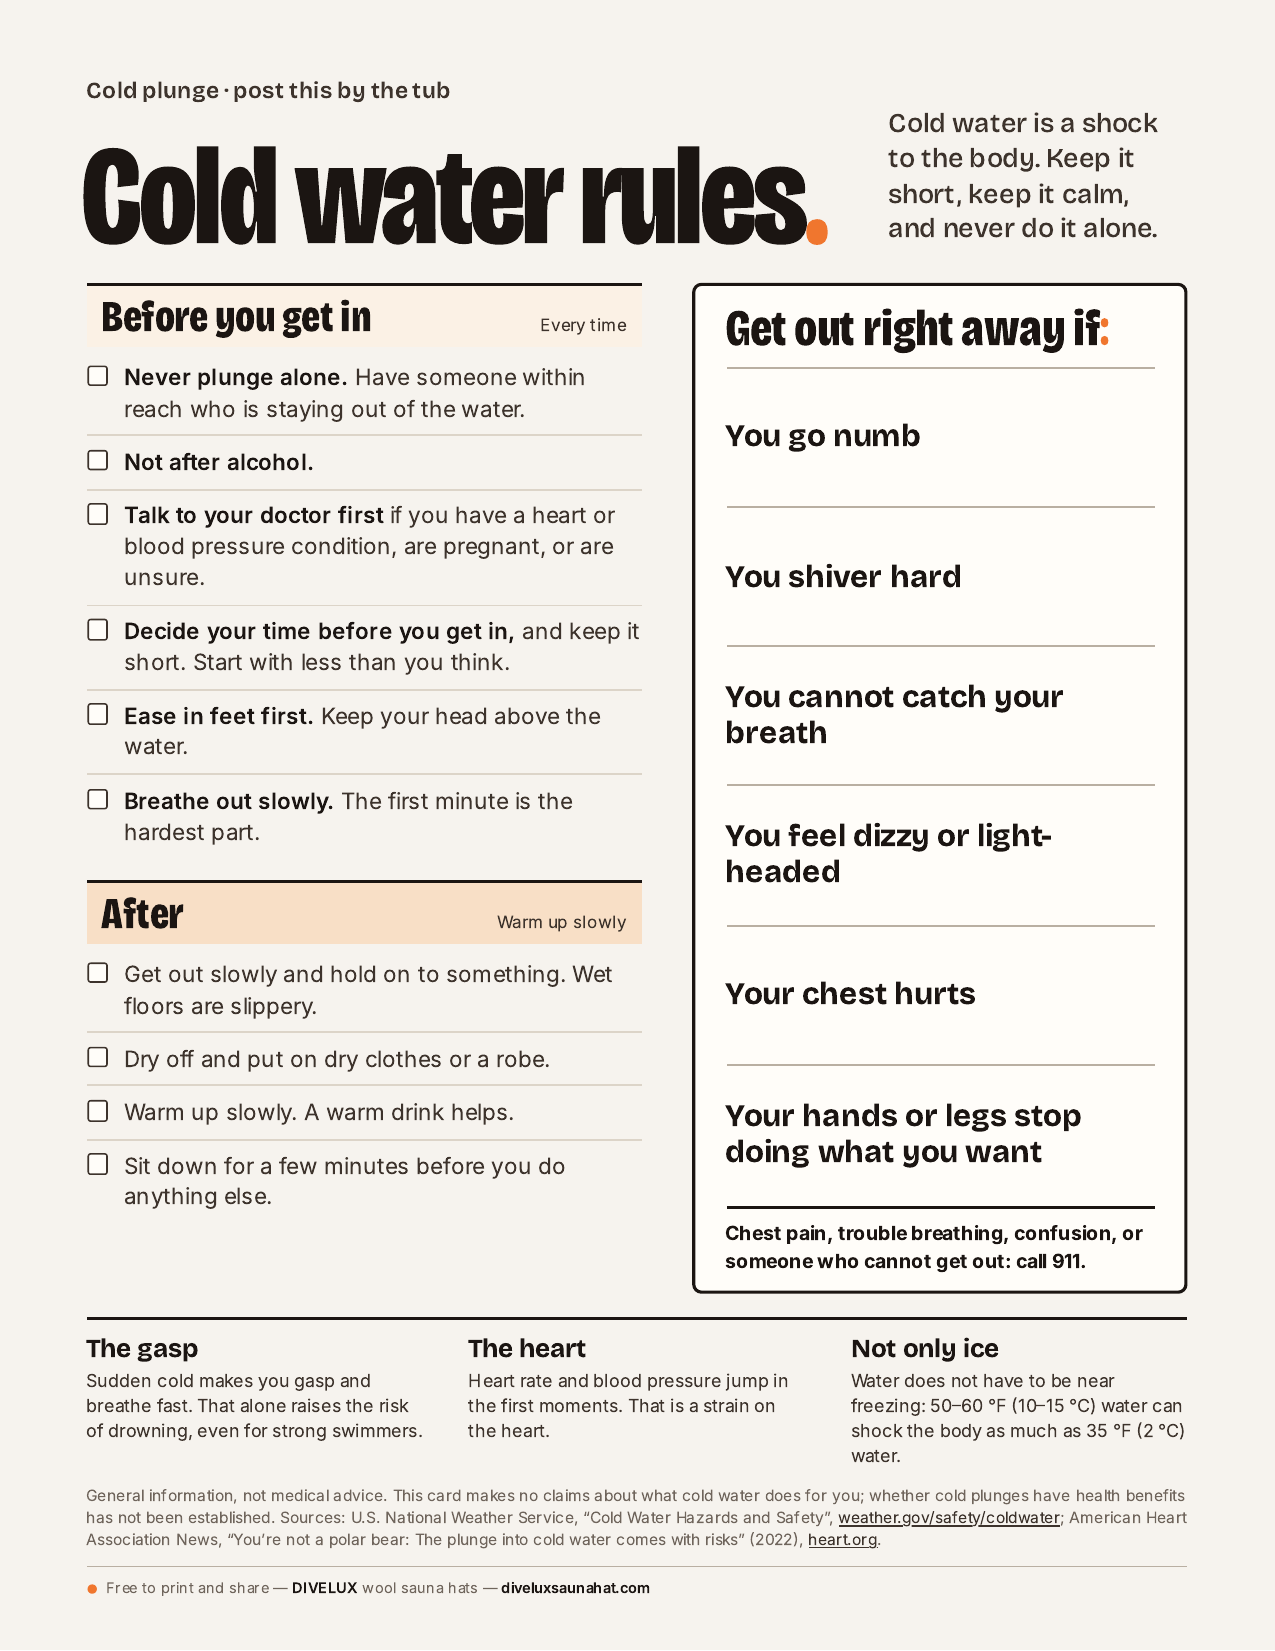 Cold plunge · post this by the tub
Cold water rules.
Cold water is a shock
to the body. Keep it
short, keep it calm,
and never do it alone.
Before you get in
Every time
Never plunge alone. Have someone within
reach who is staying out of the water.
Not after alcohol.
Talk to your doctor first if you have a heart or
blood pressure condition, are pregnant, or are
unsure.
Decide your time before you get in, and keep it
short. Start with less than you think.
Ease in feet first. Keep your head above the
water.
Breathe out slowly. The first minute is the
hardest part.
After
Warm up slowly
Get out slowly and hold on to something. Wet
floors are slippery.
Dry off and put on dry clothes or a robe.
Warm up slowly. A warm drink helps.
Sit down for a few minutes before you do
anything else.
Get out right away if:
You go numb
You shiver hard
You cannot catch your
breath
You feel dizzy or light-
headed
Your chest hurts
Your hands or legs stop
doing what you want
Chest pain, trouble breathing, confusion, or
someone who cannot get out: call 911.
The gasp
Sudden cold makes you gasp and
breathe fast. That alone raises the risk
of drowning, even for strong swimmers.
The heart
Heart rate and blood pressure jump in
the first moments. That is a strain on
the heart.
Not only ice
Water does not have to be near
freezing: 50–60 °F (10–15 °C) water can
shock the body as much as 35 °F (2 °C)
water.
General information, not medical advice. This card makes no claims about what cold water does for you; whether cold plunges have health benefits
has not been established. Sources: U.S. National Weather Service, “Cold Water Hazards and Safety”, weather.gov/safety/coldwater; American Heart
Association News, “You’re not a polar bear: The plunge into cold water comes with risks” (2022), heart.org.
Free to print and share — DIVELUX wool sauna hats — diveluxsaunahat.com